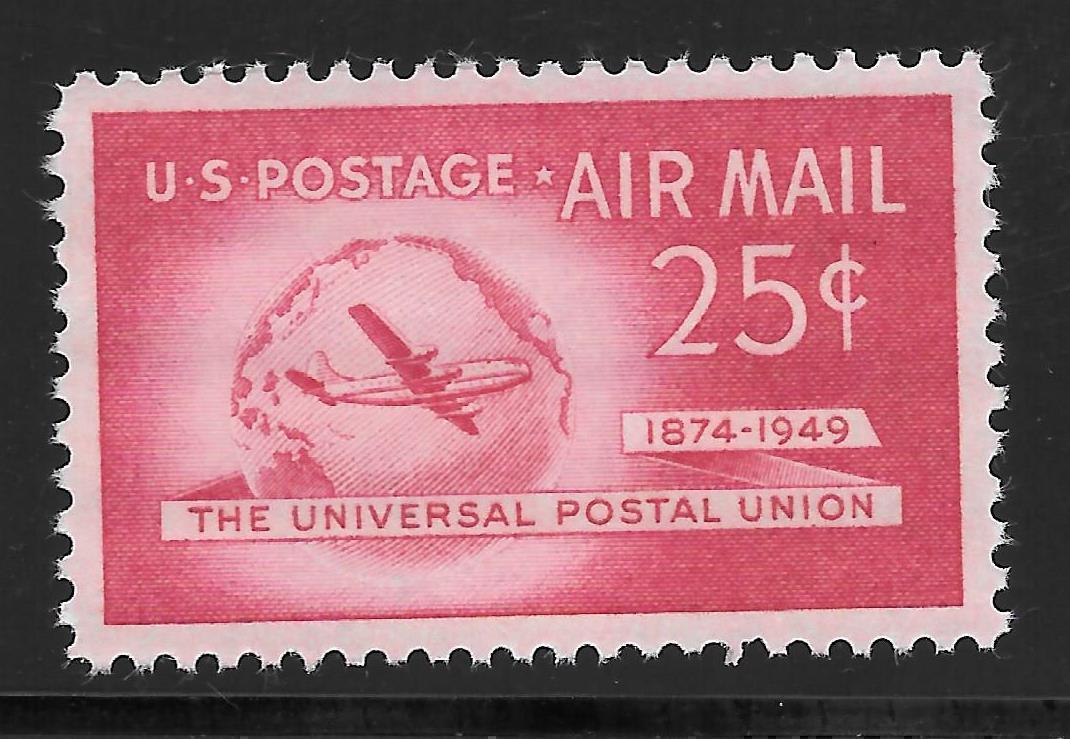 U·S·POSTAGE ★ AIR MAIL
25¢
1874-1949
THE UNIVERSAL POSTAL UNION